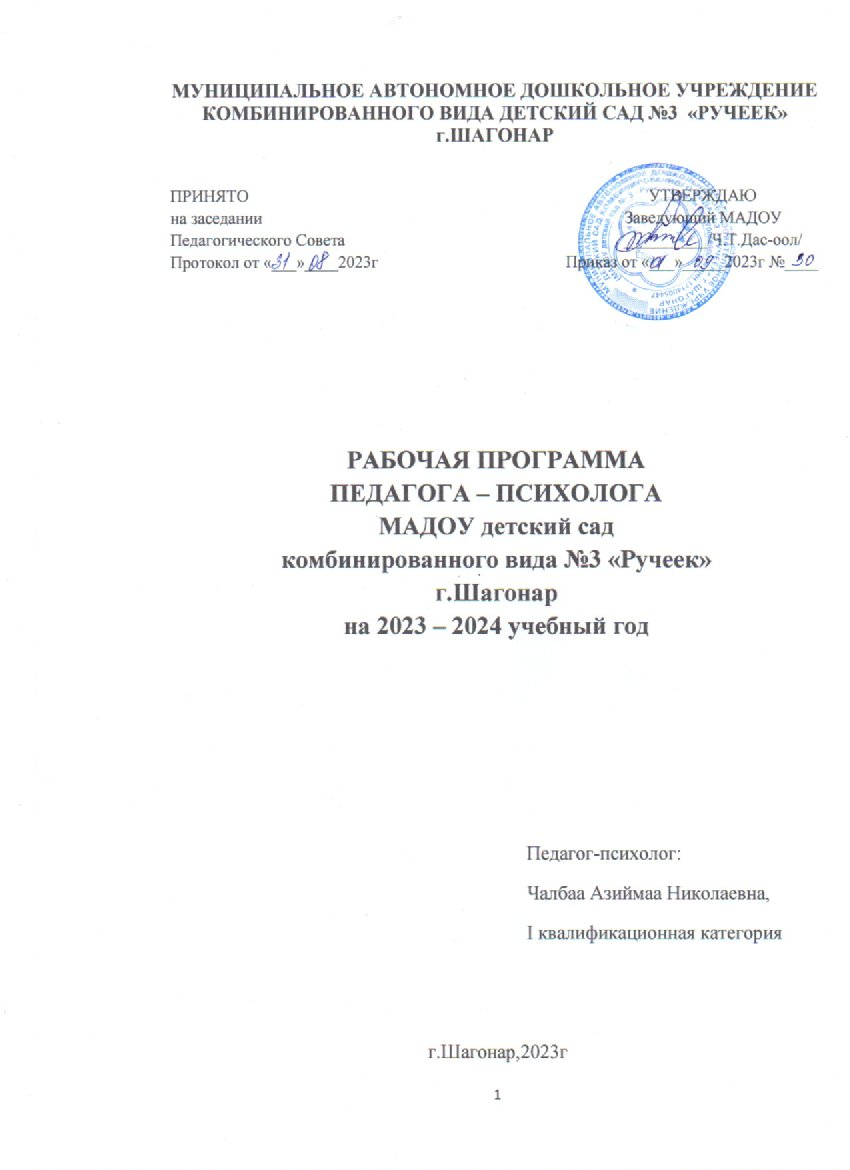 МУНИЦИПАЛЬНОЕ АВТОНОМНОЕ ДОШКОЛЬНОЕ УЧРЕЖДЕНИЕ
КОМБИНИРОВАННОГО ВИДА ДЕТСКИЙ САД №3 «РУЧЕЕК»
г.ШАГОНАР
ПРИНЯТО
на заседании
Педагогического Совета
Протокол от «31» 08 2023г
УТВЕРЖДАЮ
Заведующий МАДОУ
/Ч.Т.Дас-оол/
Приказ от «01» 09 2023г № 30
РАБОЧАЯ ПРОГРАММА
ПЕДАГОГА – ПСИХОЛОГА
МАДОУ детский сад
комбинированного вида №3 «Ручеек»
г.Шагонар
на 2023 – 2024 учебный год
Педагог-психолог:
Чалбаа Азиймаа Николаевна,
I квалификационная категория
г.Шагонар,2023г
1